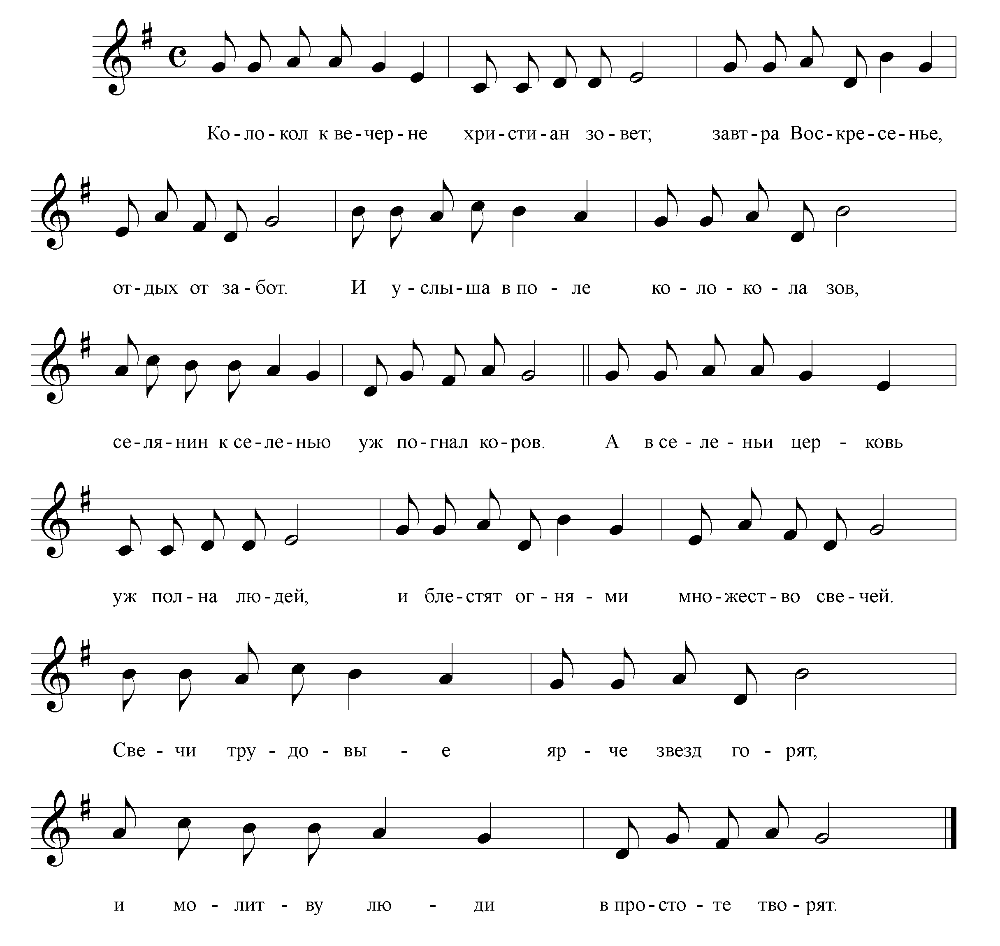 Ко-ло-кол к ве-чер-не хри-сти-ан зо-вет; завт-ра Вос-кре-се-нье,
от-дых от за-бот. И у-слы-ша в по-ле ко-ло-ко-ла зов,
се-ля-нин к се-ле-нью уж по-гнал ко-ров. А в се-ле-ньи цер-ковь
уж пол-на лю-дей, и бле-стят ог-ня-ми мно-жест-во све-чей.
Све-чи тру-до-вы-е яр-че звезд го-рят,
и мо-лит-ву лю-ди в про-сто-те тво-рят.